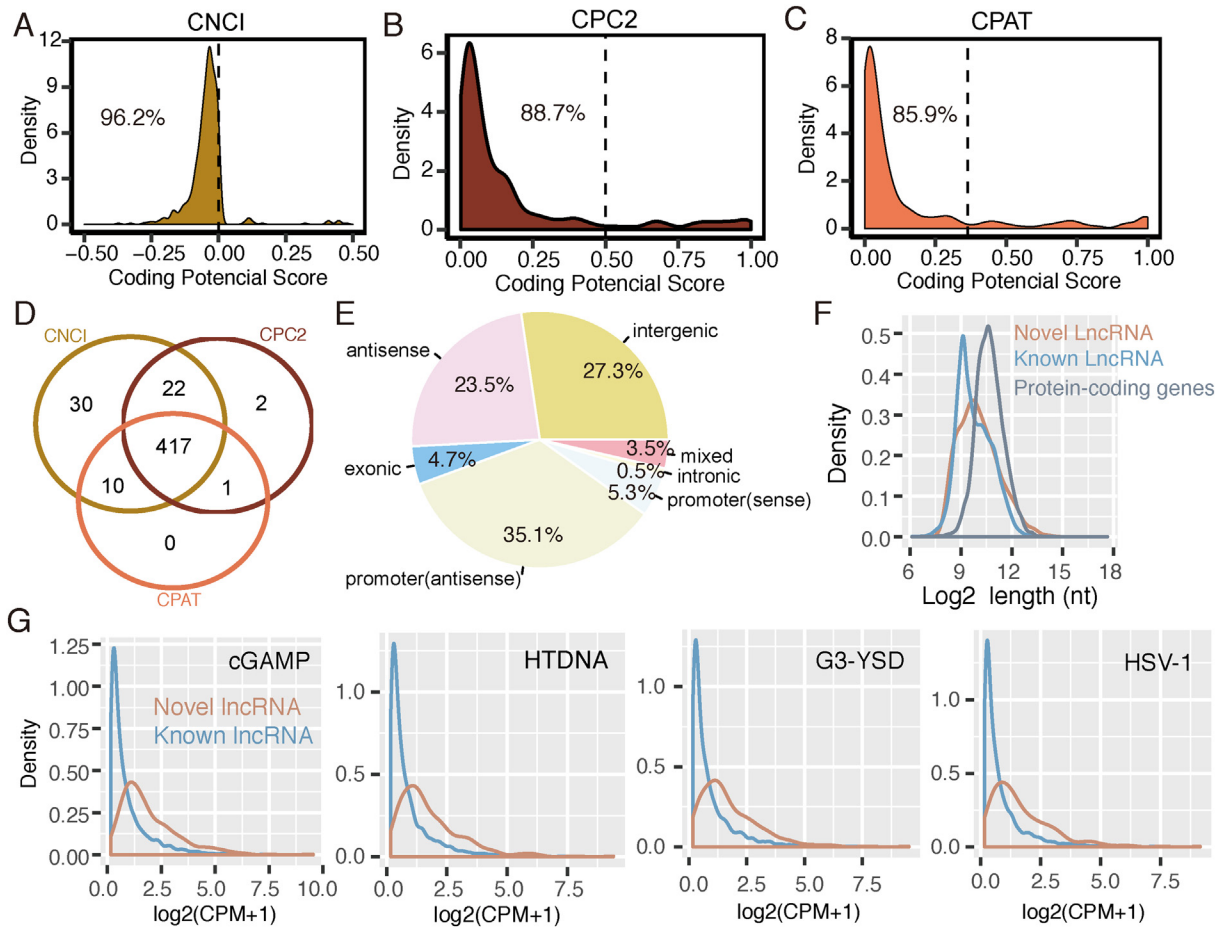 A
CNCI
12
9
6
3
0
Density
96.2%
−0.50
−0.25
0.00
0.25
0.50
Coding Potencial Score
B
CPC2
6
4
2
0
Density
88.7%
0.00
0.25
0.50
0.75
1.00
Coding Potencial Score
C
CPAT
8
6
4
2
0
Density
85.9%
0.00
0.25
0.50
0.75
1.00
Coding Potencial Score
D
CNCI
CPC2
30
22
2
417
10
1
0
CPAT
E
antisense
23.5%
intergenic
27.3%
exonic
4.7%
3.5%
mixed
0.5%
intronic
5.3%
promoter(sense)
35.1%
promoter(antisense)
F
0.5
0.4
0.3
0.2
0.1
0.0
Density
Novel LncRNA
Known LncRNA
Protein-coding genes
6
9
12
15
18
Log2 length (nt)
G
1.25
1.00
0.75
0.50
0.25
0.00
Density
cGAMP
Novel lncRNA
Known lncRNA
0.0
2.5
5.0
7.5
10.0
log2(CPM+1)
HTDNA
1.0
0.5
0.0
0.0
2.5
5.0
7.5
log2(CPM+1)
G3-YSD
1.0
0.5
0.0
0.0
2.5
5.0
7.5
log2(CPM+1)
HSV-1
1.0
0.5
0.0
0.0
2.5
5.0
7.5
log2(CPM+1)